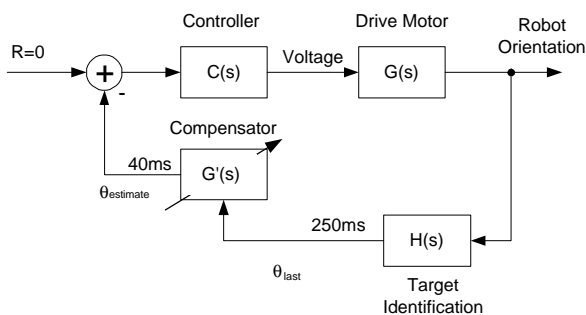 Controller
Drive Motor
Robot
Orientation
R=0
+
-
C(s)
Voltage
G(s)
Compensator
40ms
G'(s)
θestimate
250ms
H(s)
θlast
Target
Identification